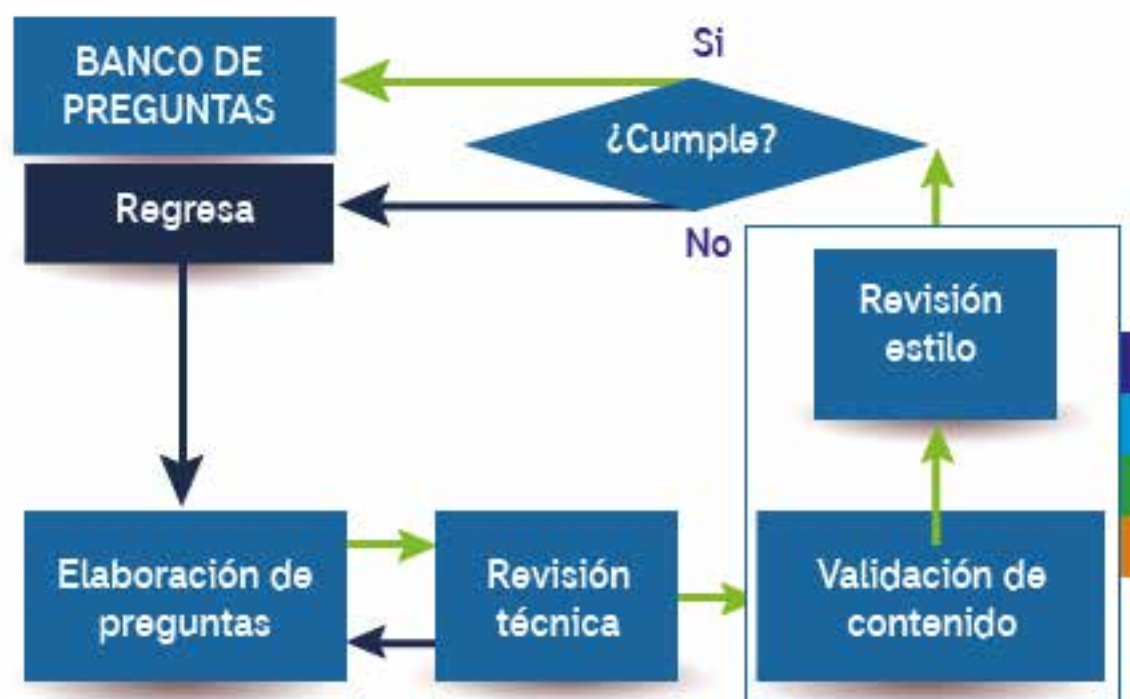 Si
BANCO DE
PREGUNTAS
¿Cumple?
Regresa
No
Revisión
estilo
Elaboración de
preguntas
Revisión
técnica
Validación de
contenido